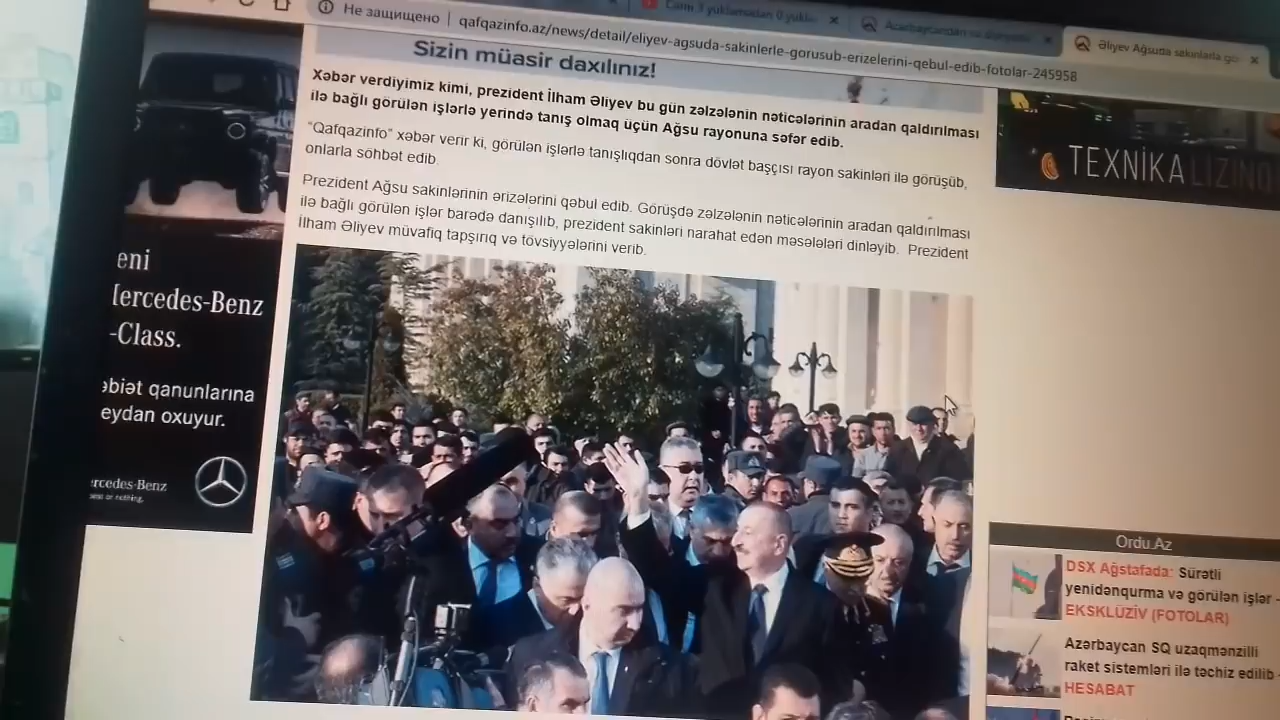 Не защищено | qafqazinfo.az/news/detail/eliyev-agsuda-sakinlerle-gorusub-erizelerini-qebul-edib-fotolar-245958
Əliyev Ağsuda sakinlərlə gö
Sizin müasir daxılınız!
Xəbər verdiyimiz kimi, prezident İlham Əliyev bu gün zəlzələnin nəticələrinin aradan qaldırılması
ilə bağlı görülən işlərlə yerində tanış olmaq üçün Ağsu rayonuna səfər edib.
"Qafqazinfo" xəbər verir ki, görülən işlərlə tanışlıqdan sonra dövlət başçısı rayon sakinləri ilə görüşüb,
onlarla söhbət edib.
Prezident Ağsu sakinlərinin ərizələrini qəbul edib. Görüşdə zəlzələnin nəticələrinin aradan qaldırılması
ilə bağlı görülən işlər barədə danışılıb, prezident sakinləri narahat edən məsələləri dinləyib. Prezident
İlham Əliyev müvafiq tapşırıq və tövsiyyələrini verib.
eni
ercedes-Benz
-Class.
əbiət qanunlarına
eydan oxuyur.
rcedes-Benz
TEXNİKALİZİNQ
Ordu.Az
DSX Ağstafada: Sürətli
yenidənqurma və görülən işlər -
EKSKLÜZİV (FOTOLAR)
Azərbaycan SQ uzaqmənzilli
raket sistemləri ilə təchiz edilib -
HESABAT